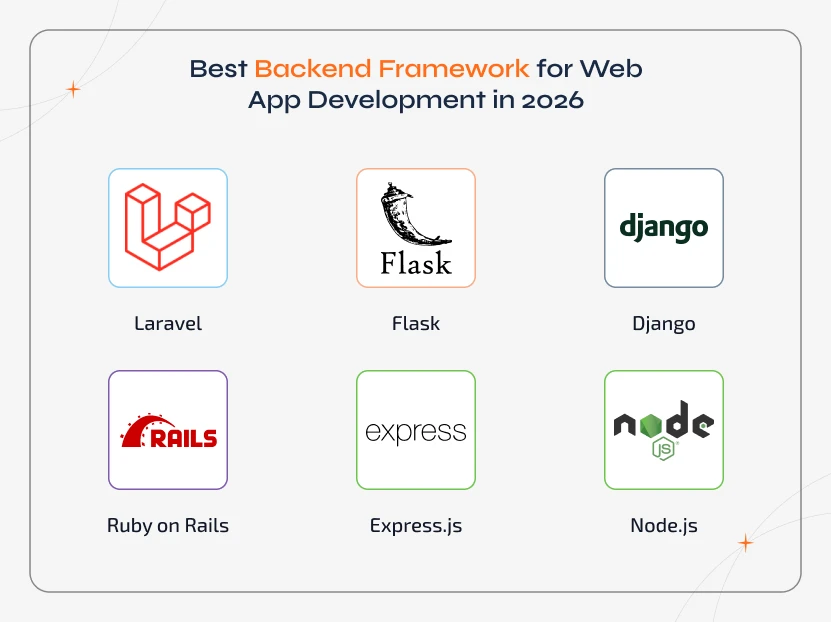 Best Backend Framework for Web
App Development in 2026
Flask
django
Laravel
Flask
Django
RAILS
express
node
JS
Ruby on Rails
Express.js
Node.js